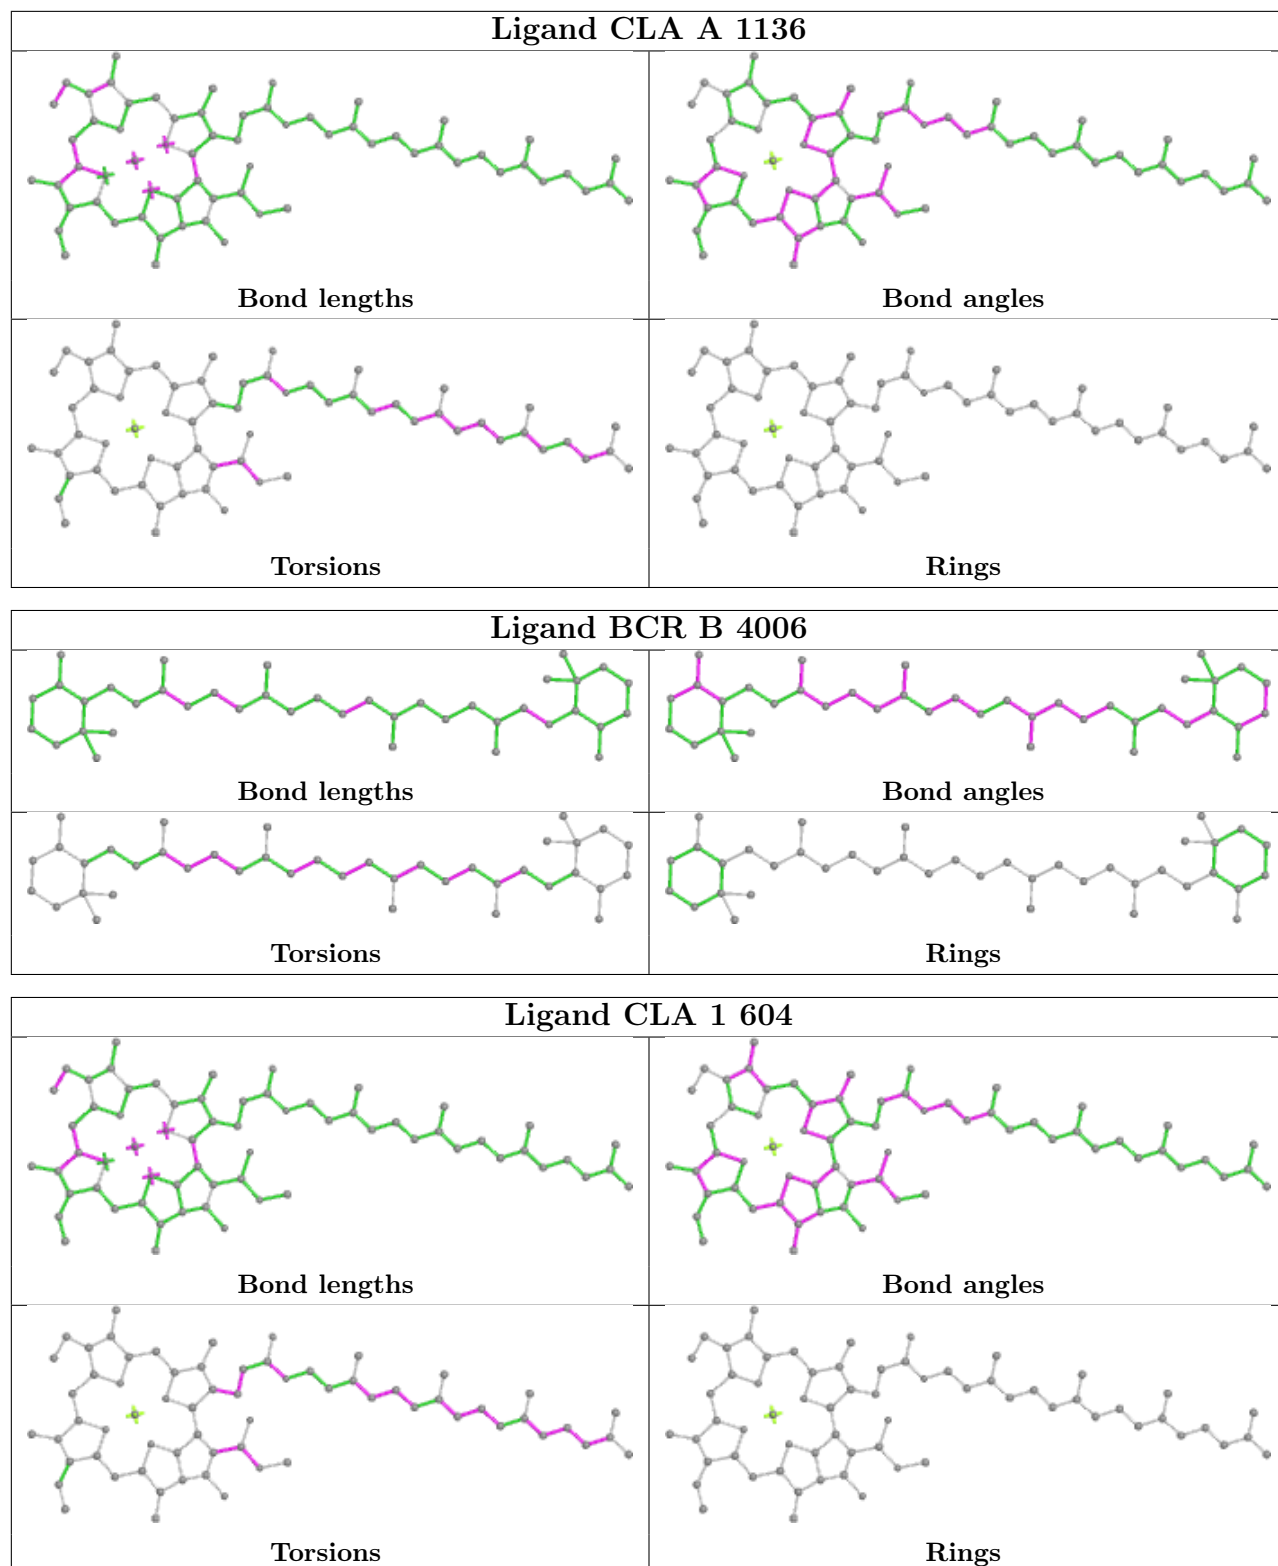 Ligand CLA A 1136
Bond lengths
Bond angles
Torsions
Rings
Ligand BCR B 4006
Bond lengths
Bond angles
Torsions
Rings
Ligand CLA 1 604
Bond lengths
Bond angles
Torsions
Rings